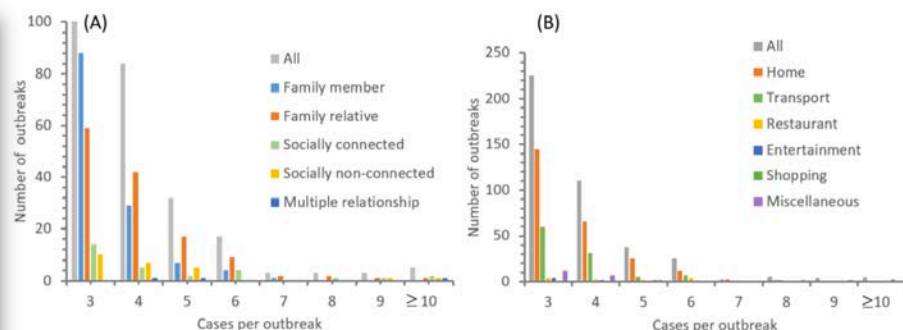 (A)
100
80
60
40
20
0
Number of outbreaks
All
Family member
Family relative
Socially connected
Socially non-connected
Multiple relationship
3 4 5 6 7 8 9 ≥10
Cases per outbreak
(B)
250
200
150
100
50
0
Number of outbreaks
All
Home
Transport
Restaurant
Entertainment
Shopping
Miscellaneous
3 4 5 6 7 8 9 ≥10
Cases per outbreak